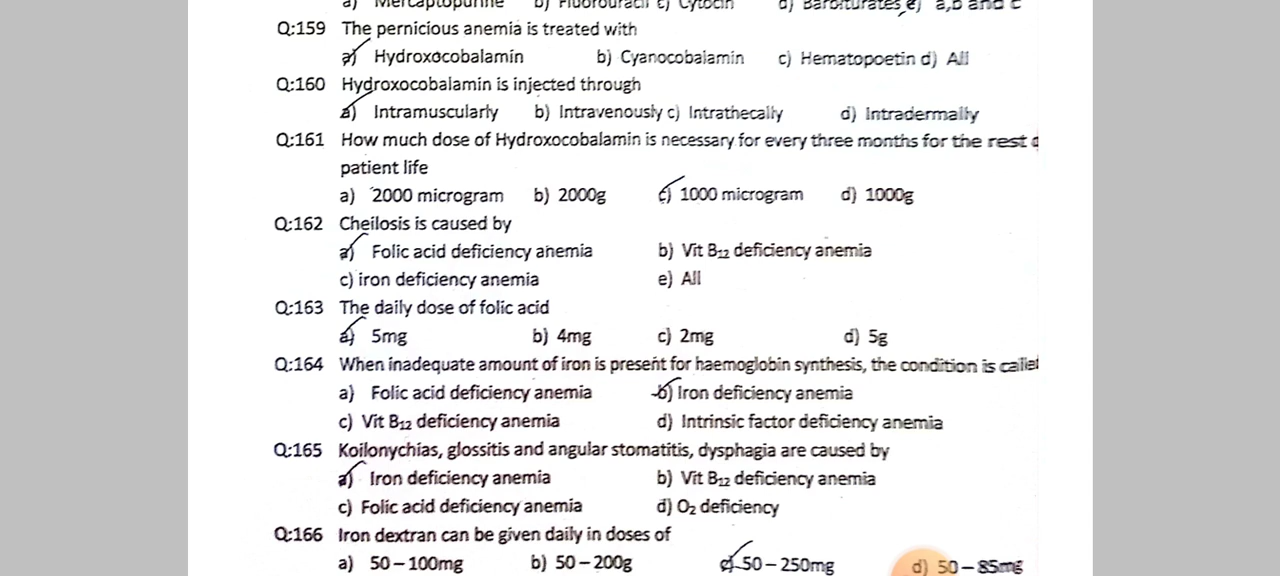 a) Mercaptopurine b) Fluorouracil c) Cytocin d) Barbiturates e) a,b and c
Q:159 The pernicious anemia is treated with
a) Hydroxocobalamin b) Cyanocobalamin c) Hematopoetin d) All
Q:160 Hydroxocobalamin is injected through
a) Intramuscularly b) Intravenously c) Intrathecally d) Intradermally
Q:161 How much dose of Hydroxocobalamin is necessary for every three months for the rest
patient life
a) 2000 microgram b) 2000g c) 1000 microgram d) 1000g
Q:162 Cheilosis is caused by
a) Folic acid deficiency anemia b) Vit B12 deficiency anemia
c) iron deficiency anemia e) All
Q:163 The daily dose of folic acid
a) 5mg b) 4mg c) 2mg d) 5g
Q:164 When inadequate amount of iron is present for haemoglobin synthesis, the condition is called
a) Folic acid deficiency anemia b) Iron deficiency anemia
c) Vit B12 deficiency anemia d) Intrinsic factor deficiency anemia
Q:165 Koilonychias, glossitis and angular stomatitis, dysphagia are caused by
a) Iron deficiency anemia b) Vit B12 deficiency anemia
c) Folic acid deficiency anemia d) O2 deficiency
Q:166 Iron dextran can be given daily in doses of
a) 50 – 100mg b) 50 – 200g c) 50 – 250mg d) 50 – 85mg